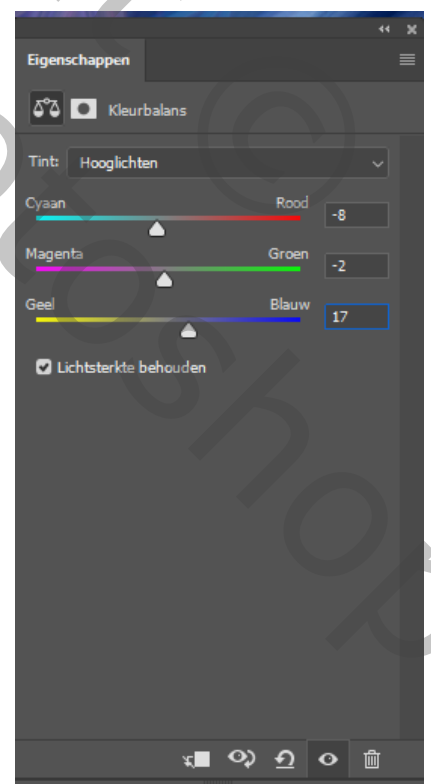 Eigenschappen
Kleurbalans
Tint: Hooglichten
Cyaan Rood -8
Magenta Groen -2
Geel Blauw 17
Lichtsterkte behouden